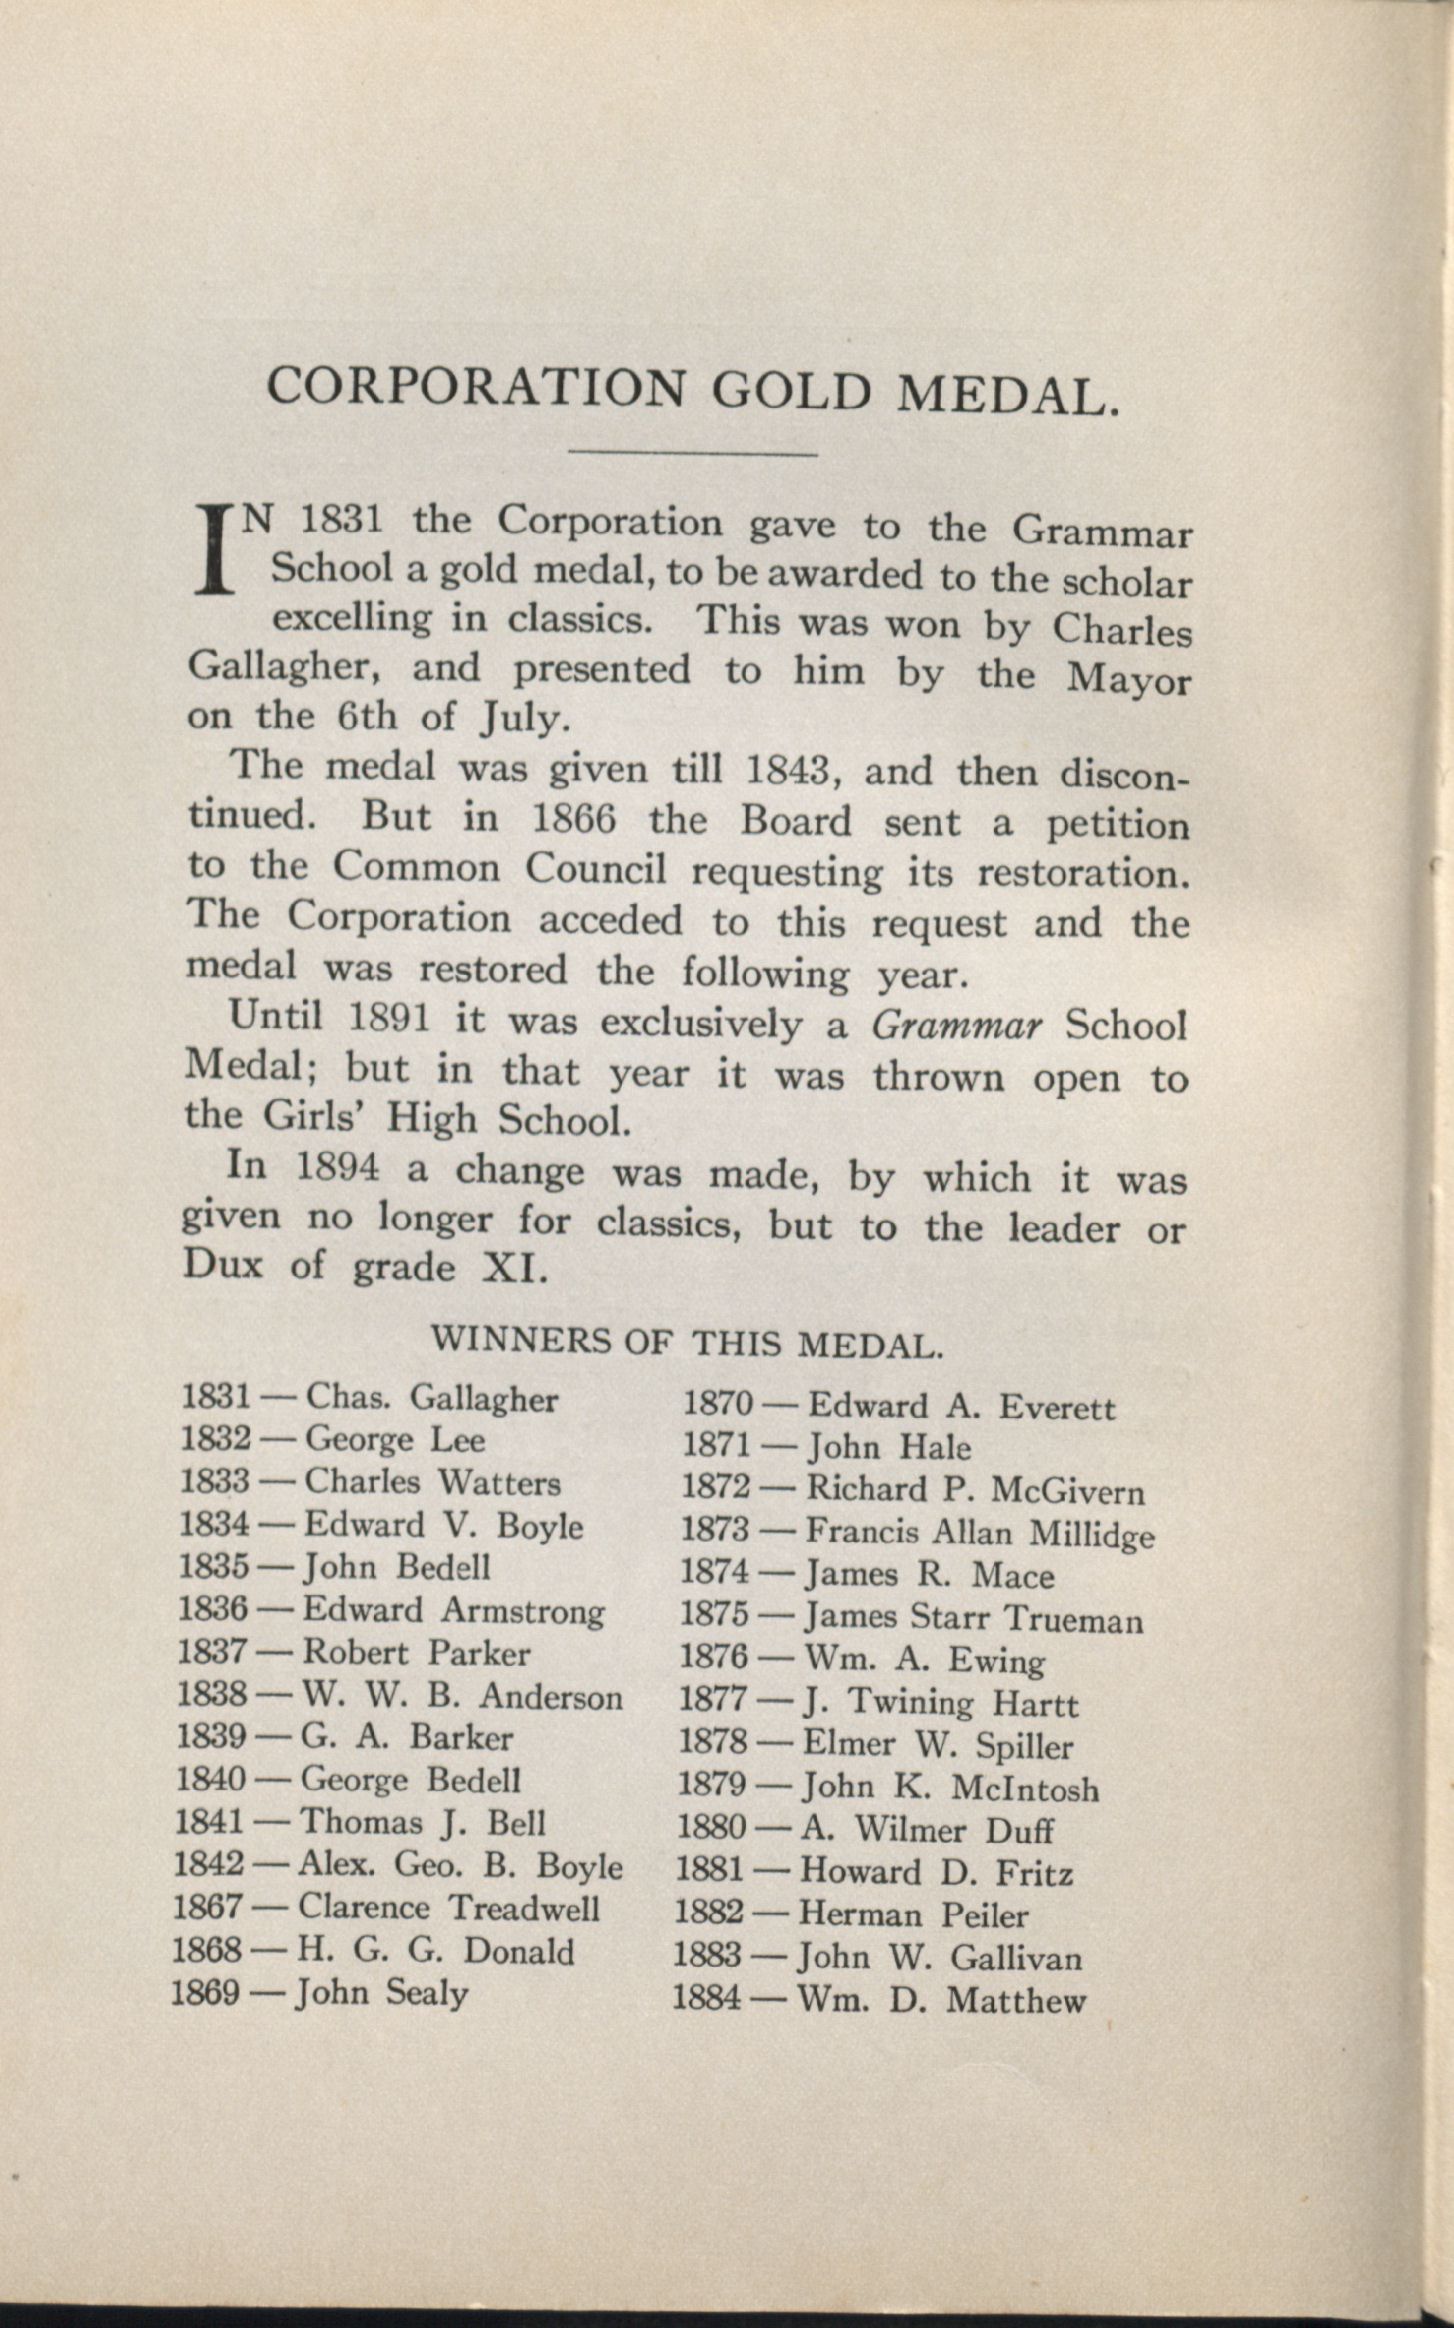 CORPORATION GOLD MEDAL.
IN 1831 the Corporation gave to the Grammar
School a gold medal, to be awarded to the scholar
excelling in classics. This was won by Charles
Gallagher, and presented to him by the Mayor
on the 6th of July.
The medal was given till 1843, and then discon-
tinued. But in 1866 the Board sent a petition
to the Common Council requesting its restoration.
The Corporation acceded to this request and the
medal was restored the following year.
Until 1891 it was exclusively a Grammar School
Medal; but in that year it was thrown open to
the Girls' High School.
In 1894 a change was made, by which it was
given no longer for classics, but to the leader or
Dux of grade XI.
WINNERS OF THIS MEDAL.
1831 — Chas. Gallagher
1832 — George Lee
1833 — Charles Watters
1834 — Edward V. Boyle
1835 — John Bedell
1836 — Edward Armstrong
1837 — Robert Parker
1838 — W. W. B. Anderson
1839 — G. A. Barker
1840 — George Bedell
1841 — Thomas J. Bell
1842 — Alex. Geo. B. Boyle
1867 — Clarence Treadwell
1868 — H. G. G. Donald
1869 — John Sealy
1870 — Edward A. Everett
1871 — John Hale
1872 — Richard P. McGivern
1873 — Francis Allan Millidge
1874 — James R. Mace
1875 — James Starr Trueman
1876 — Wm. A. Ewing
1877 — J. Twining Hartt
1878 — Elmer W. Spiller
1879 — John K. McIntosh
1880 — A. Wilmer Duff
1881 — Howard D. Fritz
1882 — Herman Peiler
1883 — John W. Gallivan
1884 — Wm. D. Matthew